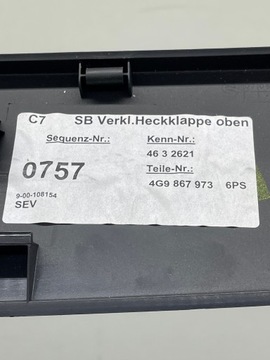 C7 SB Verkl.Heckklappe oben
Sequenz-Nr.: Kenn-Nr.:
46 3 2621
0757 Teile-Nr.:
4G9 867 973 6PS
9-00-108154
SEV